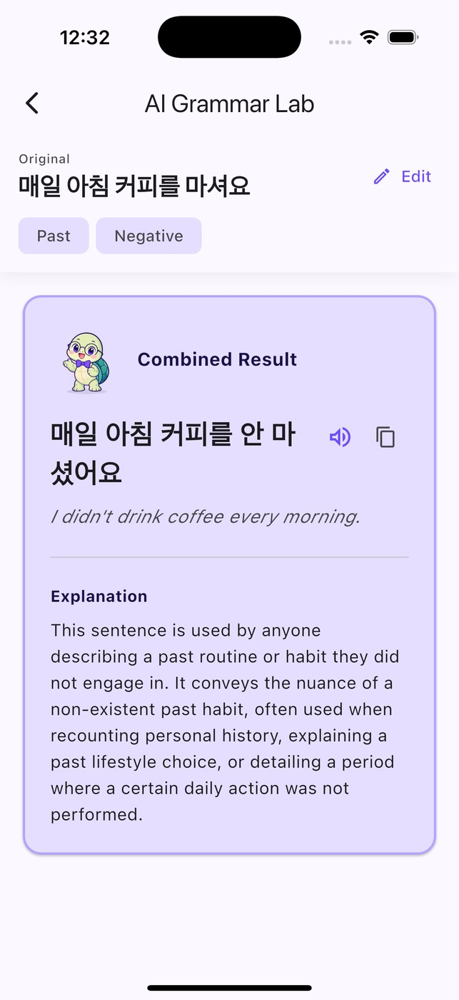 12:32
AI Grammar Lab
Original
매일 아침 커피를 마셔요
Edit
Past
Negative
Combined Result
매일 아침 커피를 안 마
셨어요
I didn't drink coffee every morning.
Explanation
This sentence is used by anyone
describing a past routine or habit they did
not engage in. It conveys the nuance of a
non-existent past habit, often used when
recounting personal history, explaining a
past lifestyle choice, or detailing a period
where a certain daily action was not
performed.